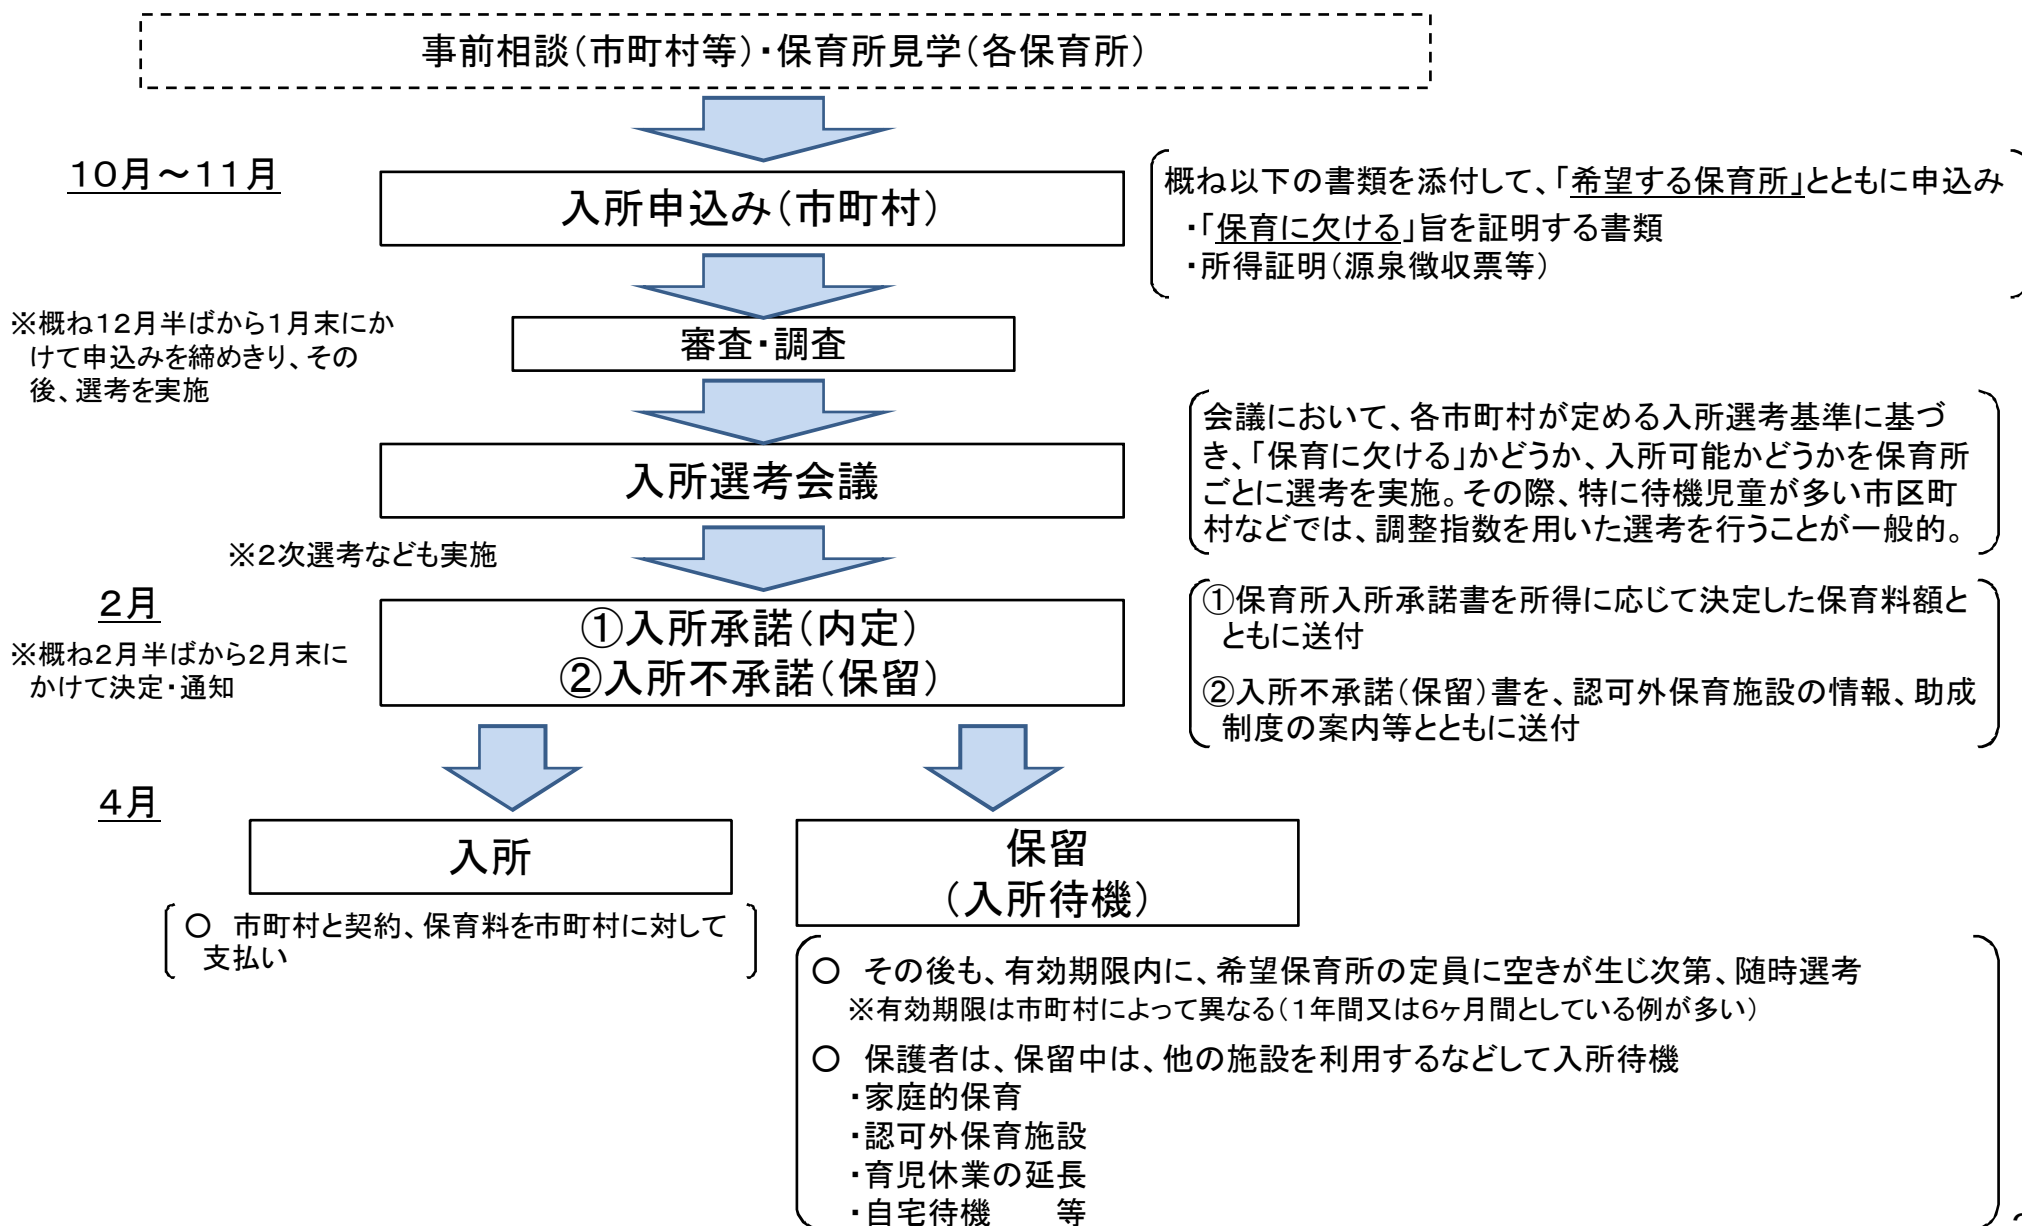 事前相談(市町村等)・保育所見学(各保育所)
10月～11月
入所申込み(市町村)
概ね以下の書類を添付して、「希望する保育所」とともに申込み
・「保育に欠ける」旨を証明する書類
・所得証明(源泉徴収票等)
※概ね12月半ばから1月末にか
けて申込みを締めきり、その
後、選考を実施
審査・調査
入所選考会議
会議において、各市町村が定める入所選考基準に基づ
き、「保育に欠ける」かどうか、入所可能かどうかを保育所
ごとに選考を実施。その際、特に待機児童が多い市区町
村などでは、調整指数を用いた選考を行うことが一般的。
※2次選考なども実施
2月
※概ね2月半ばから2月末に
かけて決定・通知
①入所承諾(内定)
②入所不承諾(保留)
①保育所入所承諾書を所得に応じて決定した保育料額と
ともに送付
②入所不承諾(保留)書を、認可外保育施設の情報、助成
制度の案内等とともに送付
4月
入所
○ 市町村と契約、保育料を市町村に対して
支払い
保留
(入所待機)
○ その後も、有効期限内に、希望保育所の定員に空きが生じ次第、随時選考
※有効期限は市町村によって異なる(1年間又は6ヶ月間としている例が多い)
○ 保護者は、保留中は、他の施設を利用するなどして入所待機
・家庭的保育
・認可外保育施設
・育児休業の延長
・自宅待機 等